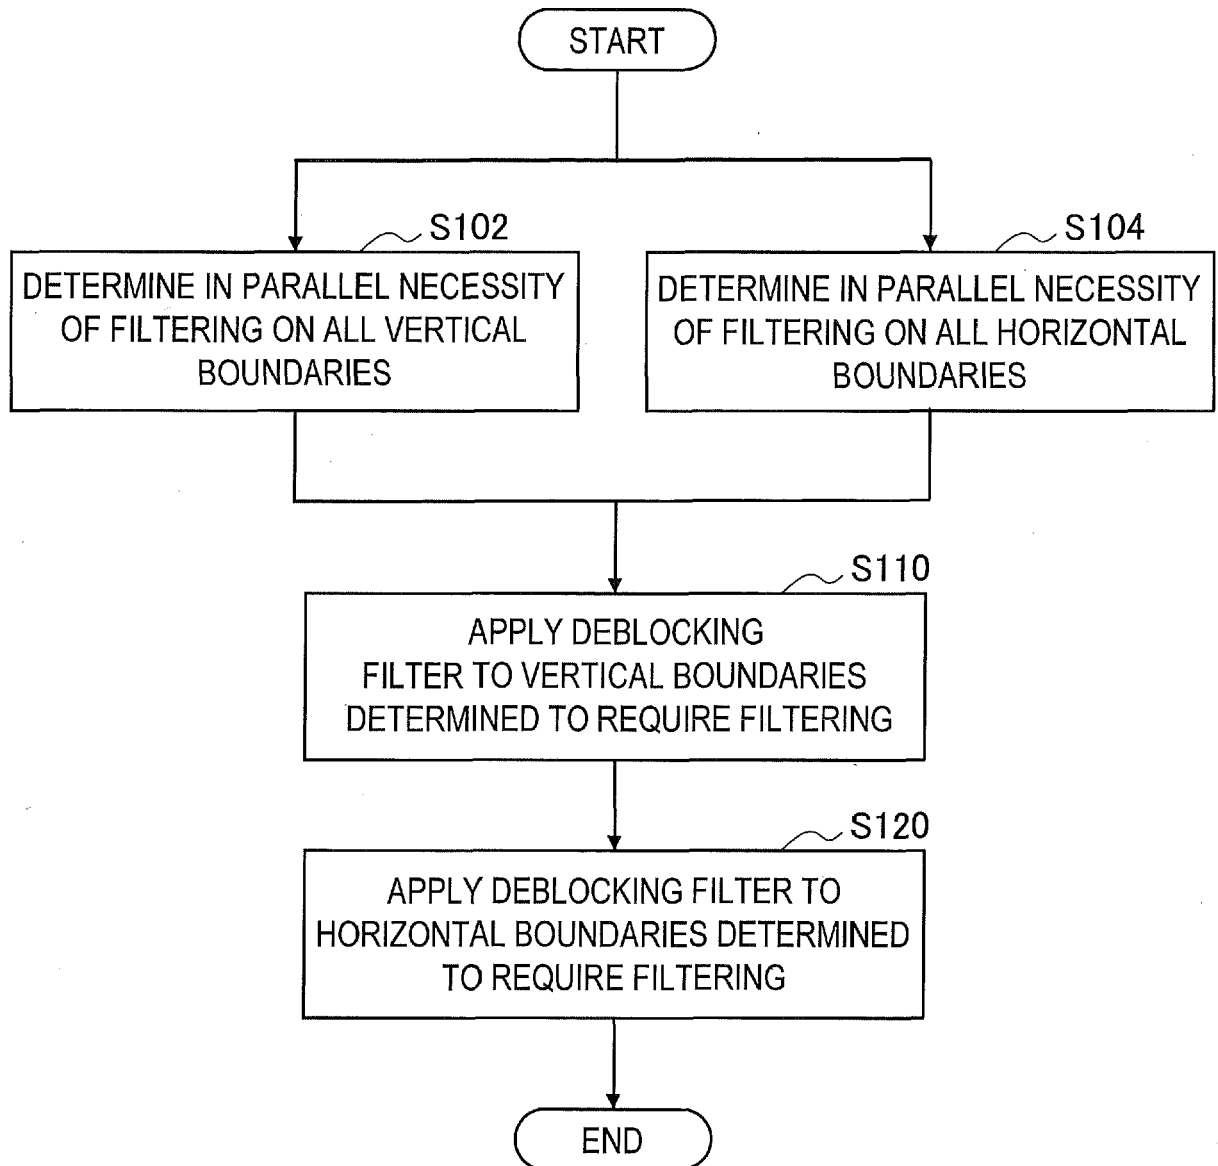 START
S102
DETERMINE IN PARALLEL NECESSITY
OF FILTERING ON ALL VERTICAL
BOUNDARIES
S104
DETERMINE IN PARALLEL NECESSITY
OF FILTERING ON ALL HORIZONTAL
BOUNDARIES
S110
APPLY DEBLOCKING
FILTER TO VERTICAL BOUNDARIES
DETERMINED TO REQUIRE FILTERING
S120
APPLY DEBLOCKING FILTER TO
HORIZONTAL BOUNDARIES DETERMINED
TO REQUIRE FILTERING
END